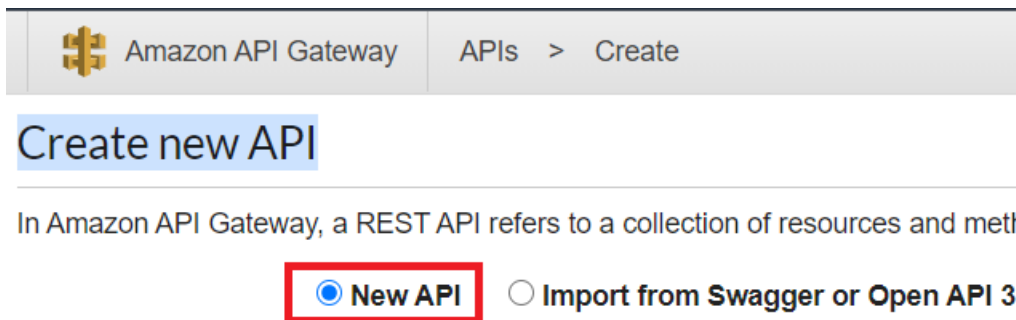 Amazon API Gateway APIs > Create
Create new API
In Amazon API Gateway, a REST API refers to a collection of resources and
New API Import from Swagger or Open API 3